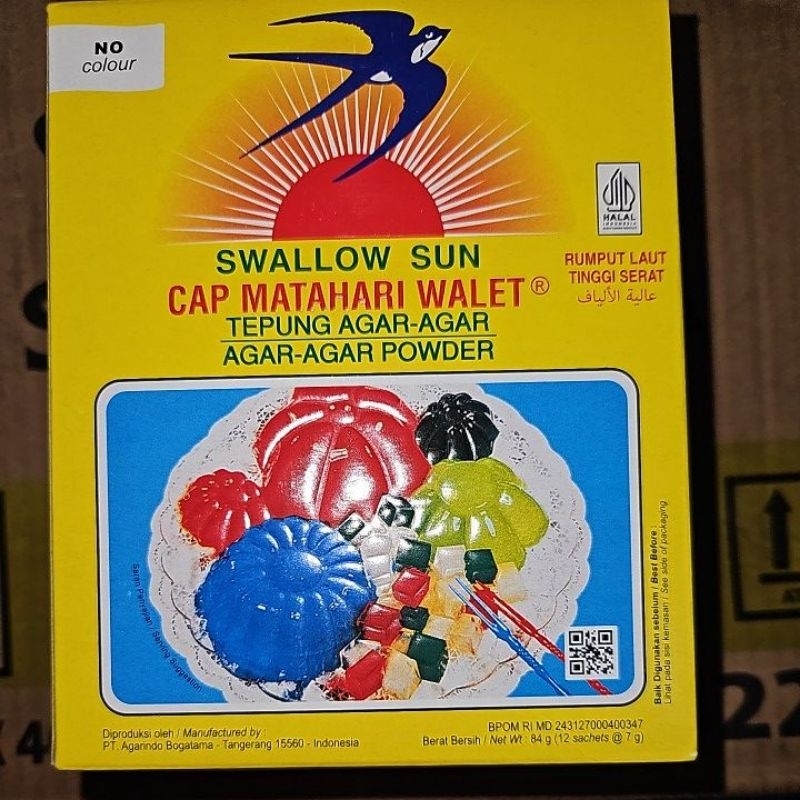 NO
colour
HALAL
INDONESIA
SWALLOW SUN
CAP MATAHARI WALET®
TEPUNG AGAR-AGAR
AGAR-AGAR POWDER
RUMPUT LAUT
TINGGI SERAT
عالية الألياف
Saran Penyajian / Serving Suggestion
Baik Digunakan sebelum / Best Before :
Lihat pada sisi kemasan / See side of packaging
Diproduksi oleh / Manufactured by :
PT. Agarindo Bogatama - Tangerang 15560 - Indonesia
BPOM RI MD 243127000400347
Berat Bersih / Net Wt : 84 g (12 sachets @ 7 g)
22